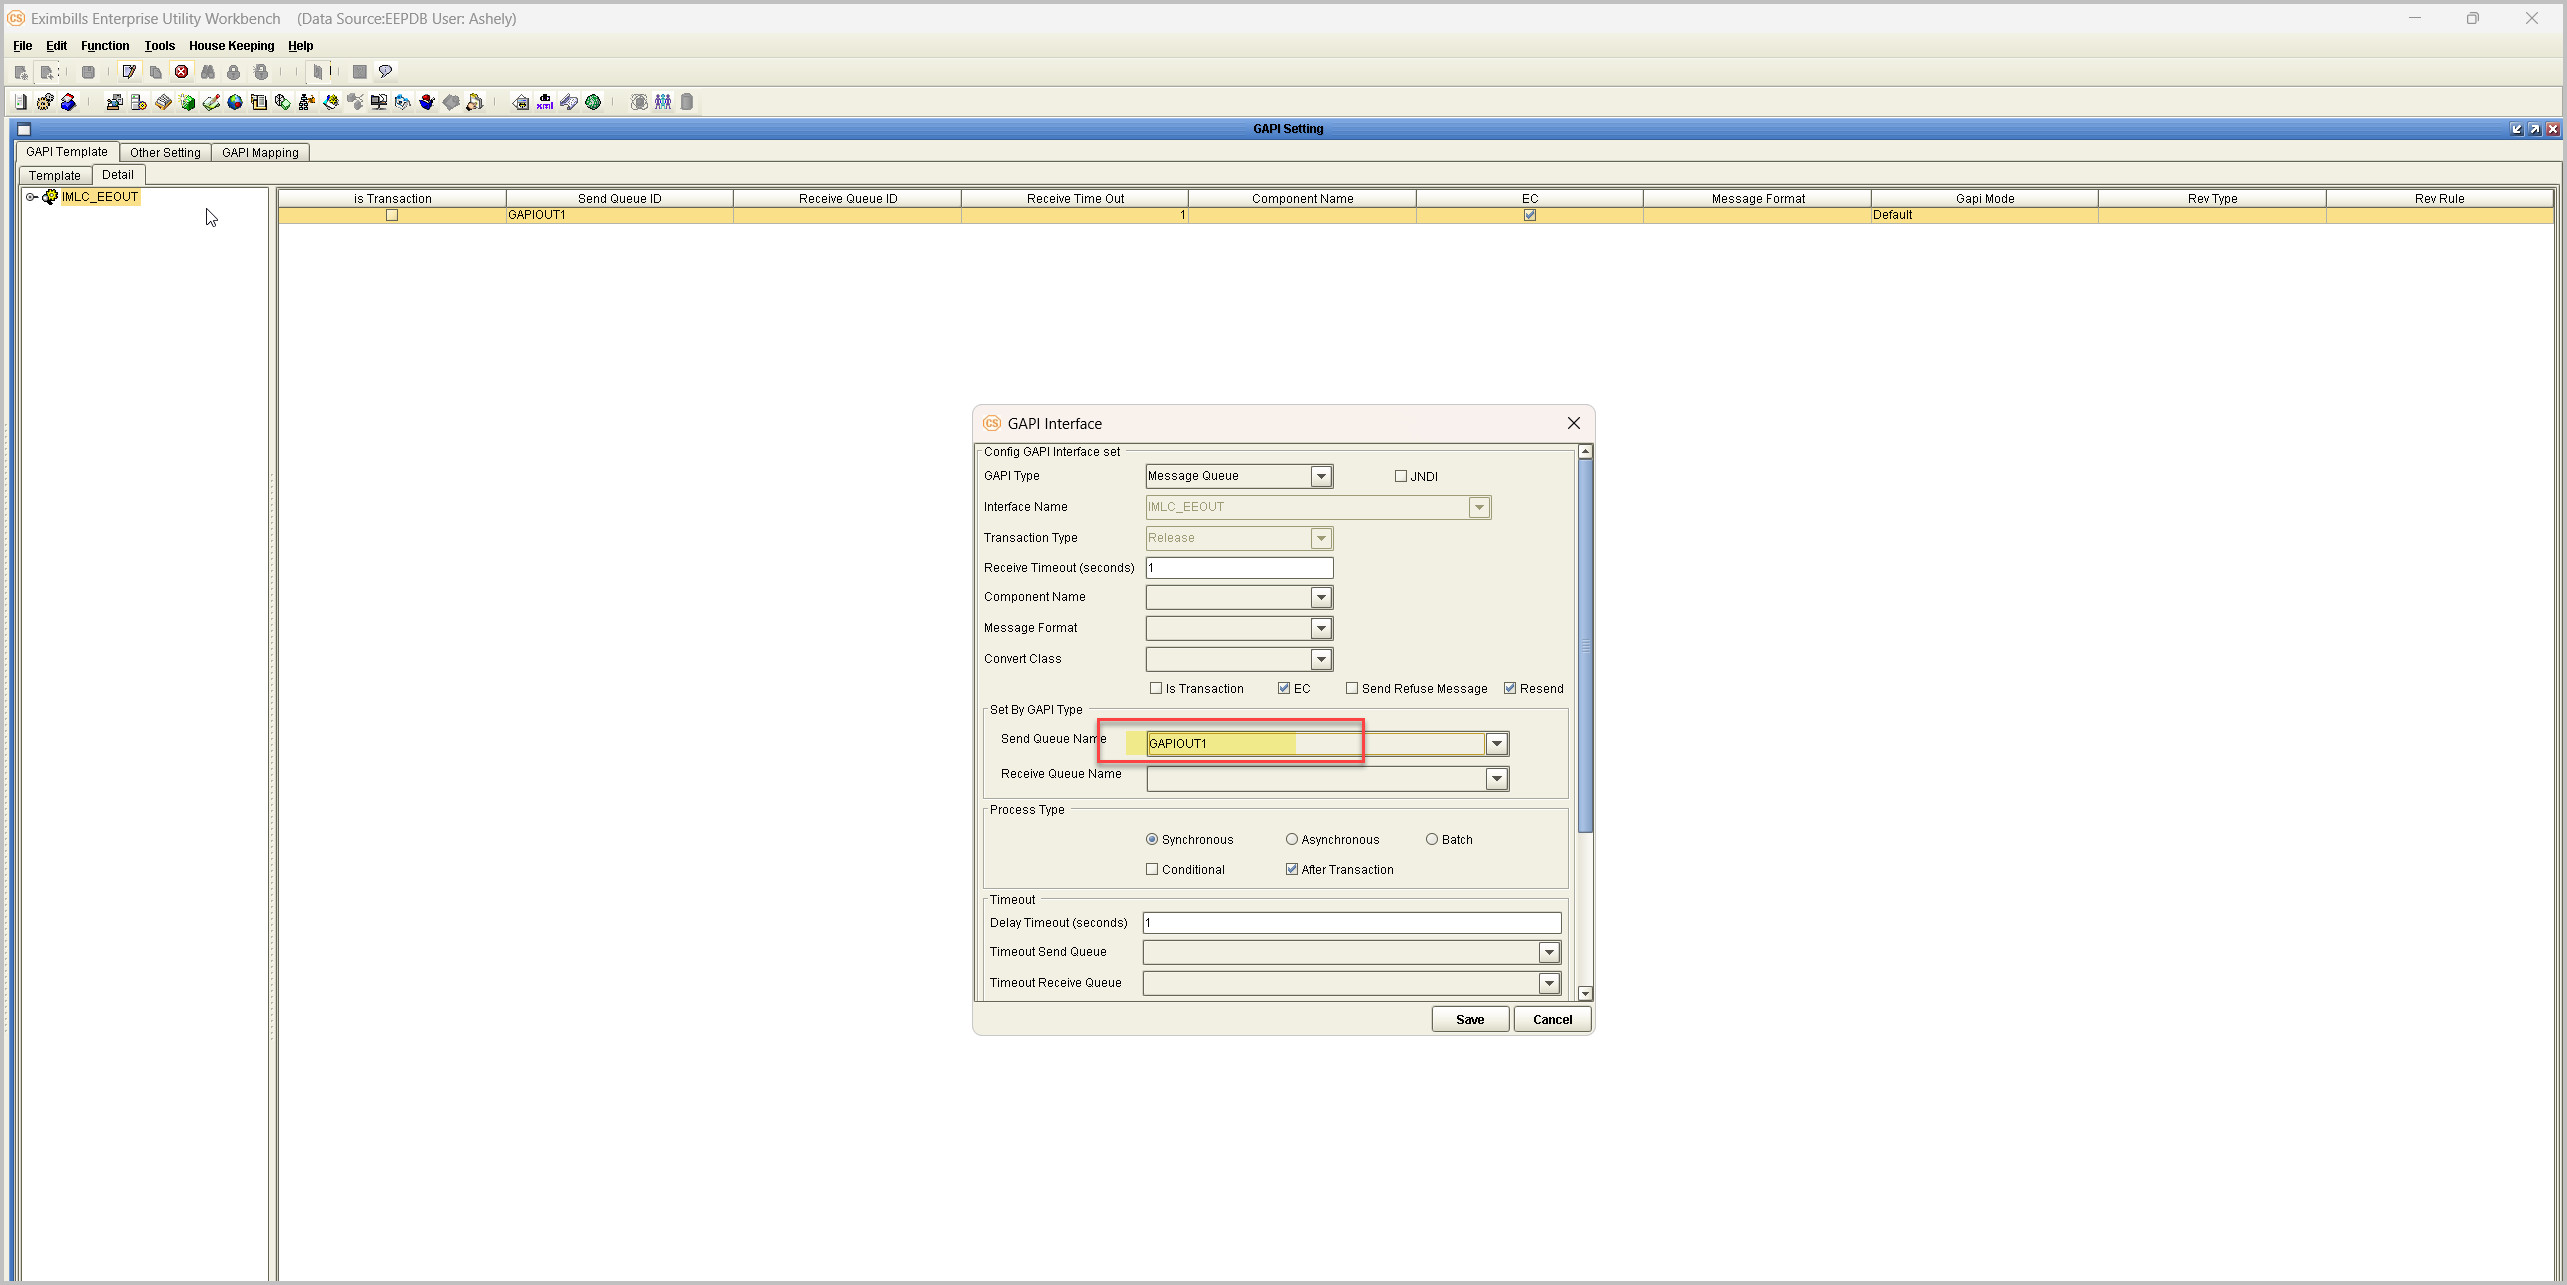 CS Eximbills Enterprise Utility Workbench (Data Source:EEPDB User: Ashely)
File Edit Function Tools House Keeping Help
db xml
GAPI Setting
GAPI Template Other Setting GAPI Mapping
Template Detail
IMLC_EEOUT
is Transaction Send Queue ID Receive Queue ID Receive Time Out Component Name EC Message Format Gapi Mode Rev Type Rev Rule
GAPIOUT1 1 Default
CS GAPI Interface
Config GAPI Interface set
GAPI Type Message Queue JNDI
Interface Name IMLC_EEOUT
Transaction Type Release
Receive Timeout (seconds) 1
Component Name
Message Format
Convert Class
Is Transaction EC Send Refuse Message Resend
Set By GAPI Type
Send Queue Name GAPIOUT1
Receive Queue Name
Process Type
Synchronous Asynchronous Batch
Conditional After Transaction
Timeout
Delay Timeout (seconds) 1
Timeout Send Queue
Timeout Receive Queue
Save Cancel